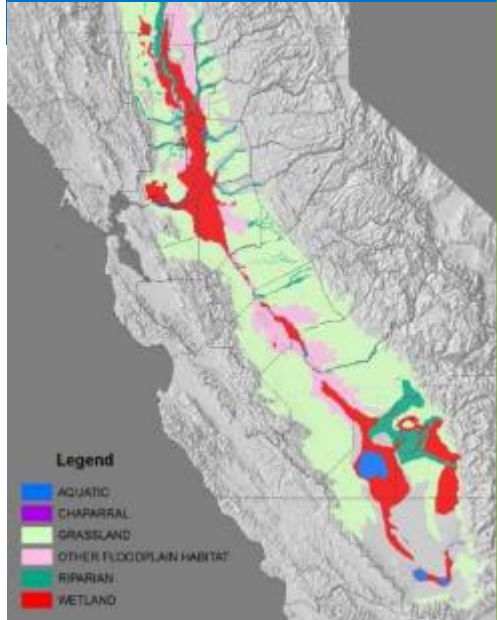 Legend
AQUATIC
CHAPARRAL
GRASSLAND
OTHER FLOODPLAIN HABITAT
RIPARIAN
WETLAND